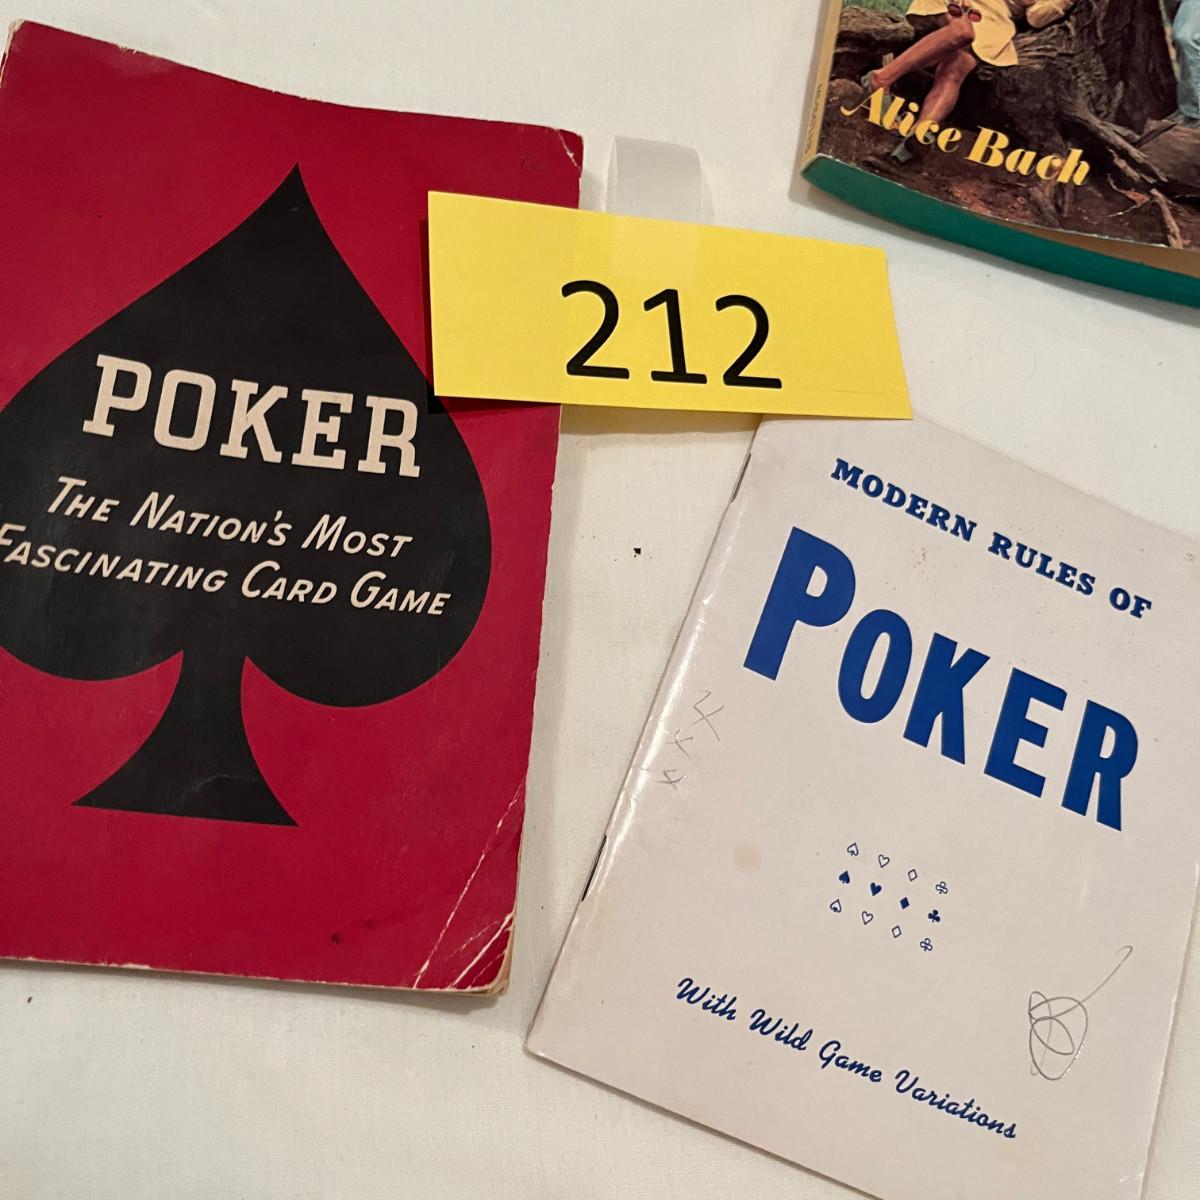 POKER
THE NATION'S MOST
FASCINATING CARD GAME
212
Alice Bach
MODERN RULES OF
POKER
With Wild Game Variations